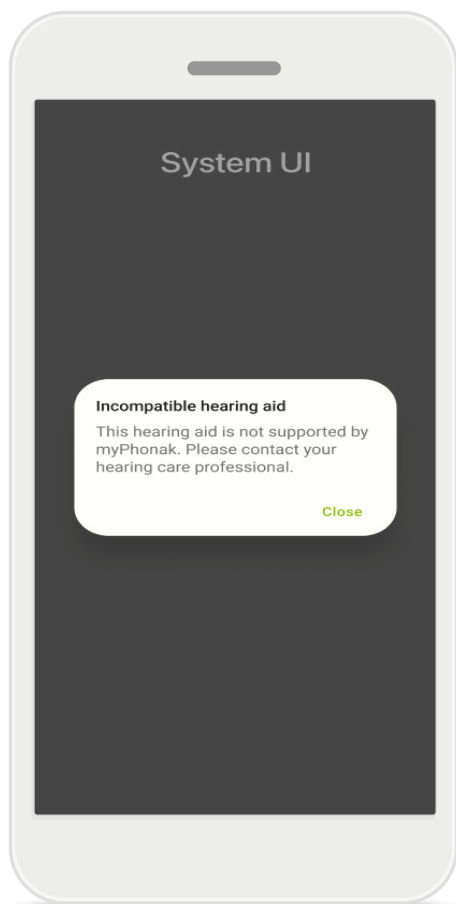 System UI
Incompatible hearing aid
This hearing aid is not supported by
myPhonak. Please contact your
hearing care professional.
Close